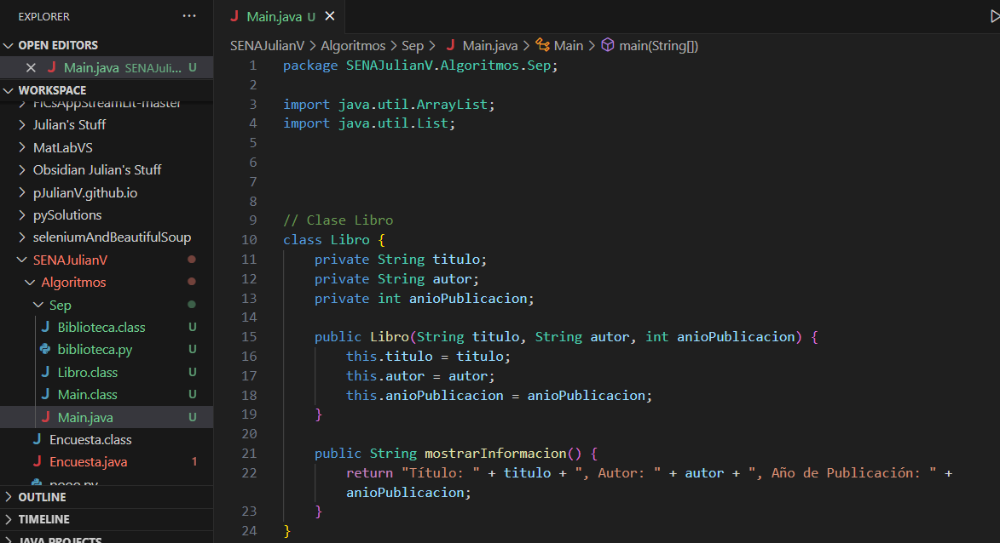 EXPLORER ...
OPEN EDITORS
Main.java SENAJuli... U
WORKSPACE
FICsAppStreamLit-master
Julian's Stuff
MatLabVS
Obsidian Julian's Stuff
pJulianV.github.io
pySolutions
seleniumAndBeautifulSoup
SENAJulianV
Algoritmos
Sep
Biblioteca.class U
biblioteca.py U
Libro.class U
Main.class U
Main.java U
Encuesta.class
Encuesta.java 1
OUTLINE
TIMELINE
JAVA PROJECTS
Main.java U
SENAJulianV > Algoritmos > Sep > Main.java > Main > main(String[])
1 package SENAJulianV.Algoritmos.Sep;
2
3 import java.util.ArrayList;
4 import java.util.List;
5
6
7
8
9 // Clase Libro
10 class Libro {
11 private String titulo;
12 private String autor;
13 private int anioPublicacion;
14
15 public Libro(String titulo, String autor, int anioPublicacion) {
16 this.titulo = titulo;
17 this.autor = autor;
18 this.anioPublicacion = anioPublicacion;
19 }
20
21 public String mostrarInformacion() {
22 return "Título: " + titulo + ", Autor: " + autor + ", Año de Publicación: " +
anioPublicacion;
23 }
24 }